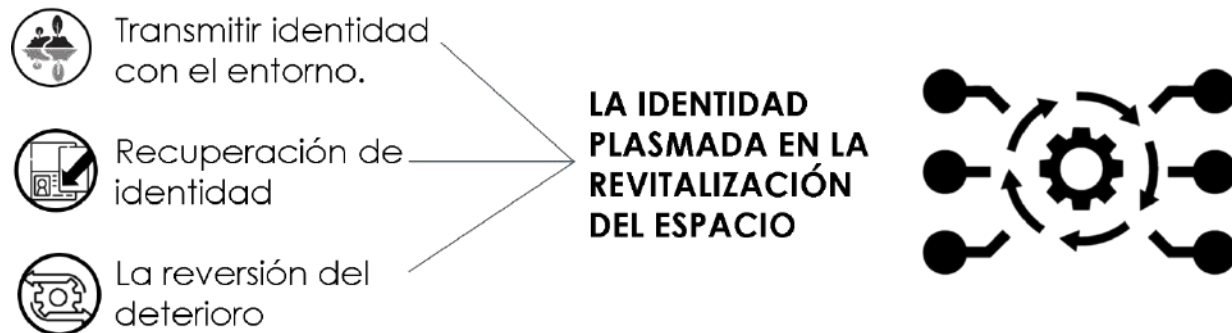 Transmitir identidad
con el entorno.
Recuperación de
identidad
La reversión del
deterioro
LA IDENTIDAD
PLASMADA EN LA
REVITALIZACIÓN
DEL ESPACIO